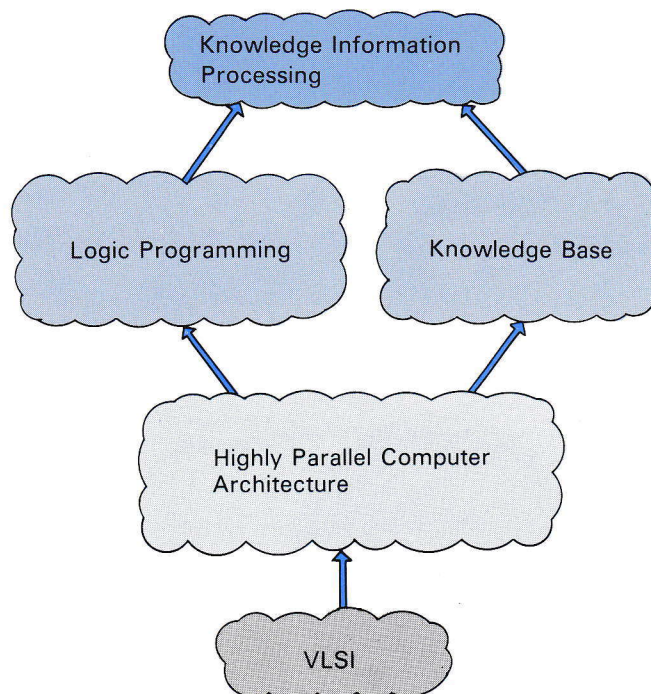 Knowledge Information
Processing
Logic Programming
Knowledge Base
Highly Parallel Computer
Architecture
VLSI